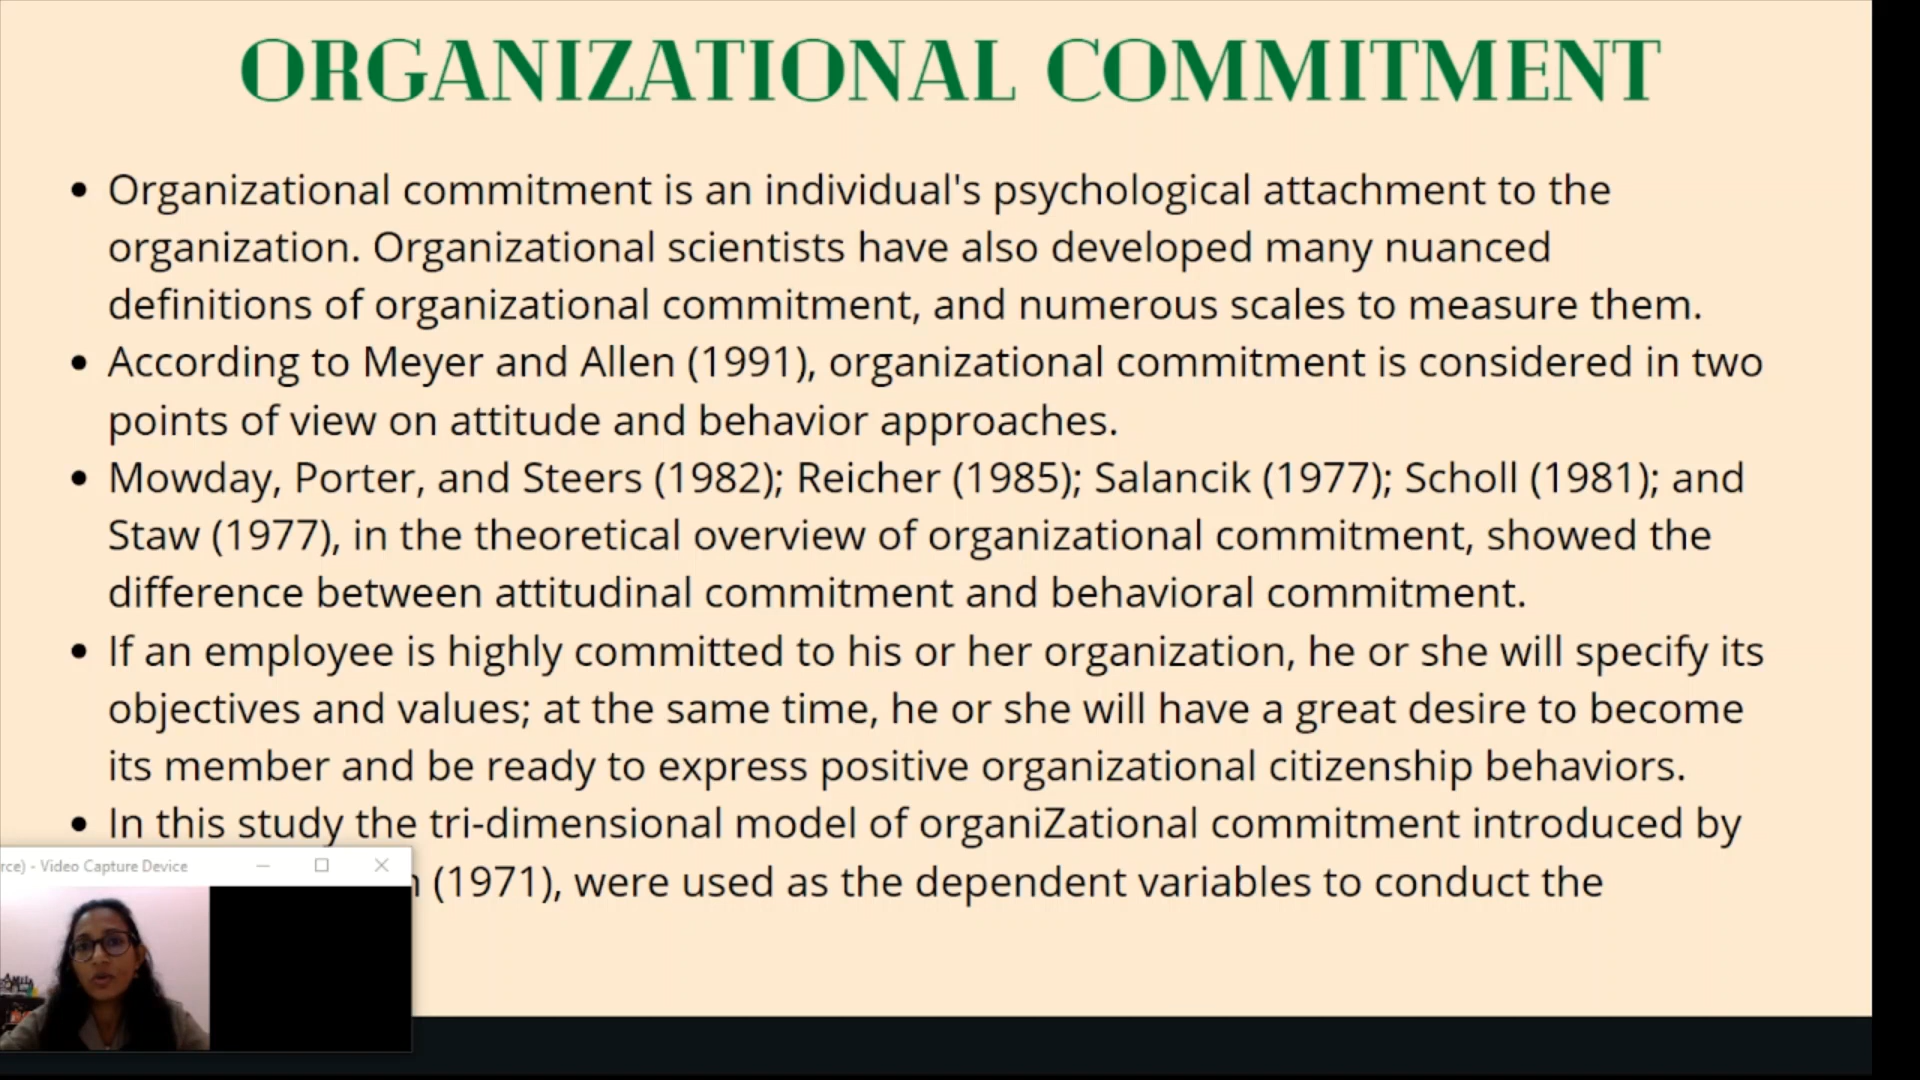 ORGANIZATIONAL COMMITMENT
• Organizational commitment is an individual's psychological attachment to the
organization. Organizational scientists have also developed many nuanced
definitions of organizational commitment, and numerous scales to measure them.
• According to Meyer and Allen (1991), organizational commitment is considered in two
points of view on attitude and behavior approaches.
• Mowday, Porter, and Steers (1982); Reicher (1985); Salancik (1977); Scholl (1981); and
Staw (1977), in the theoretical overview of organizational commitment, showed the
difference between attitudinal commitment and behavioral commitment.
• If an employee is highly committed to his or her organization, he or she will specify its
objectives and values; at the same time, he or she will have a great desire to become
its member and be ready to express positive organizational citizenship behaviors.
• In this study the tri-dimensional model of organiZational commitment introduced by
(1971), were used as the dependent variables to conduct the
rce) - Video Capture Device